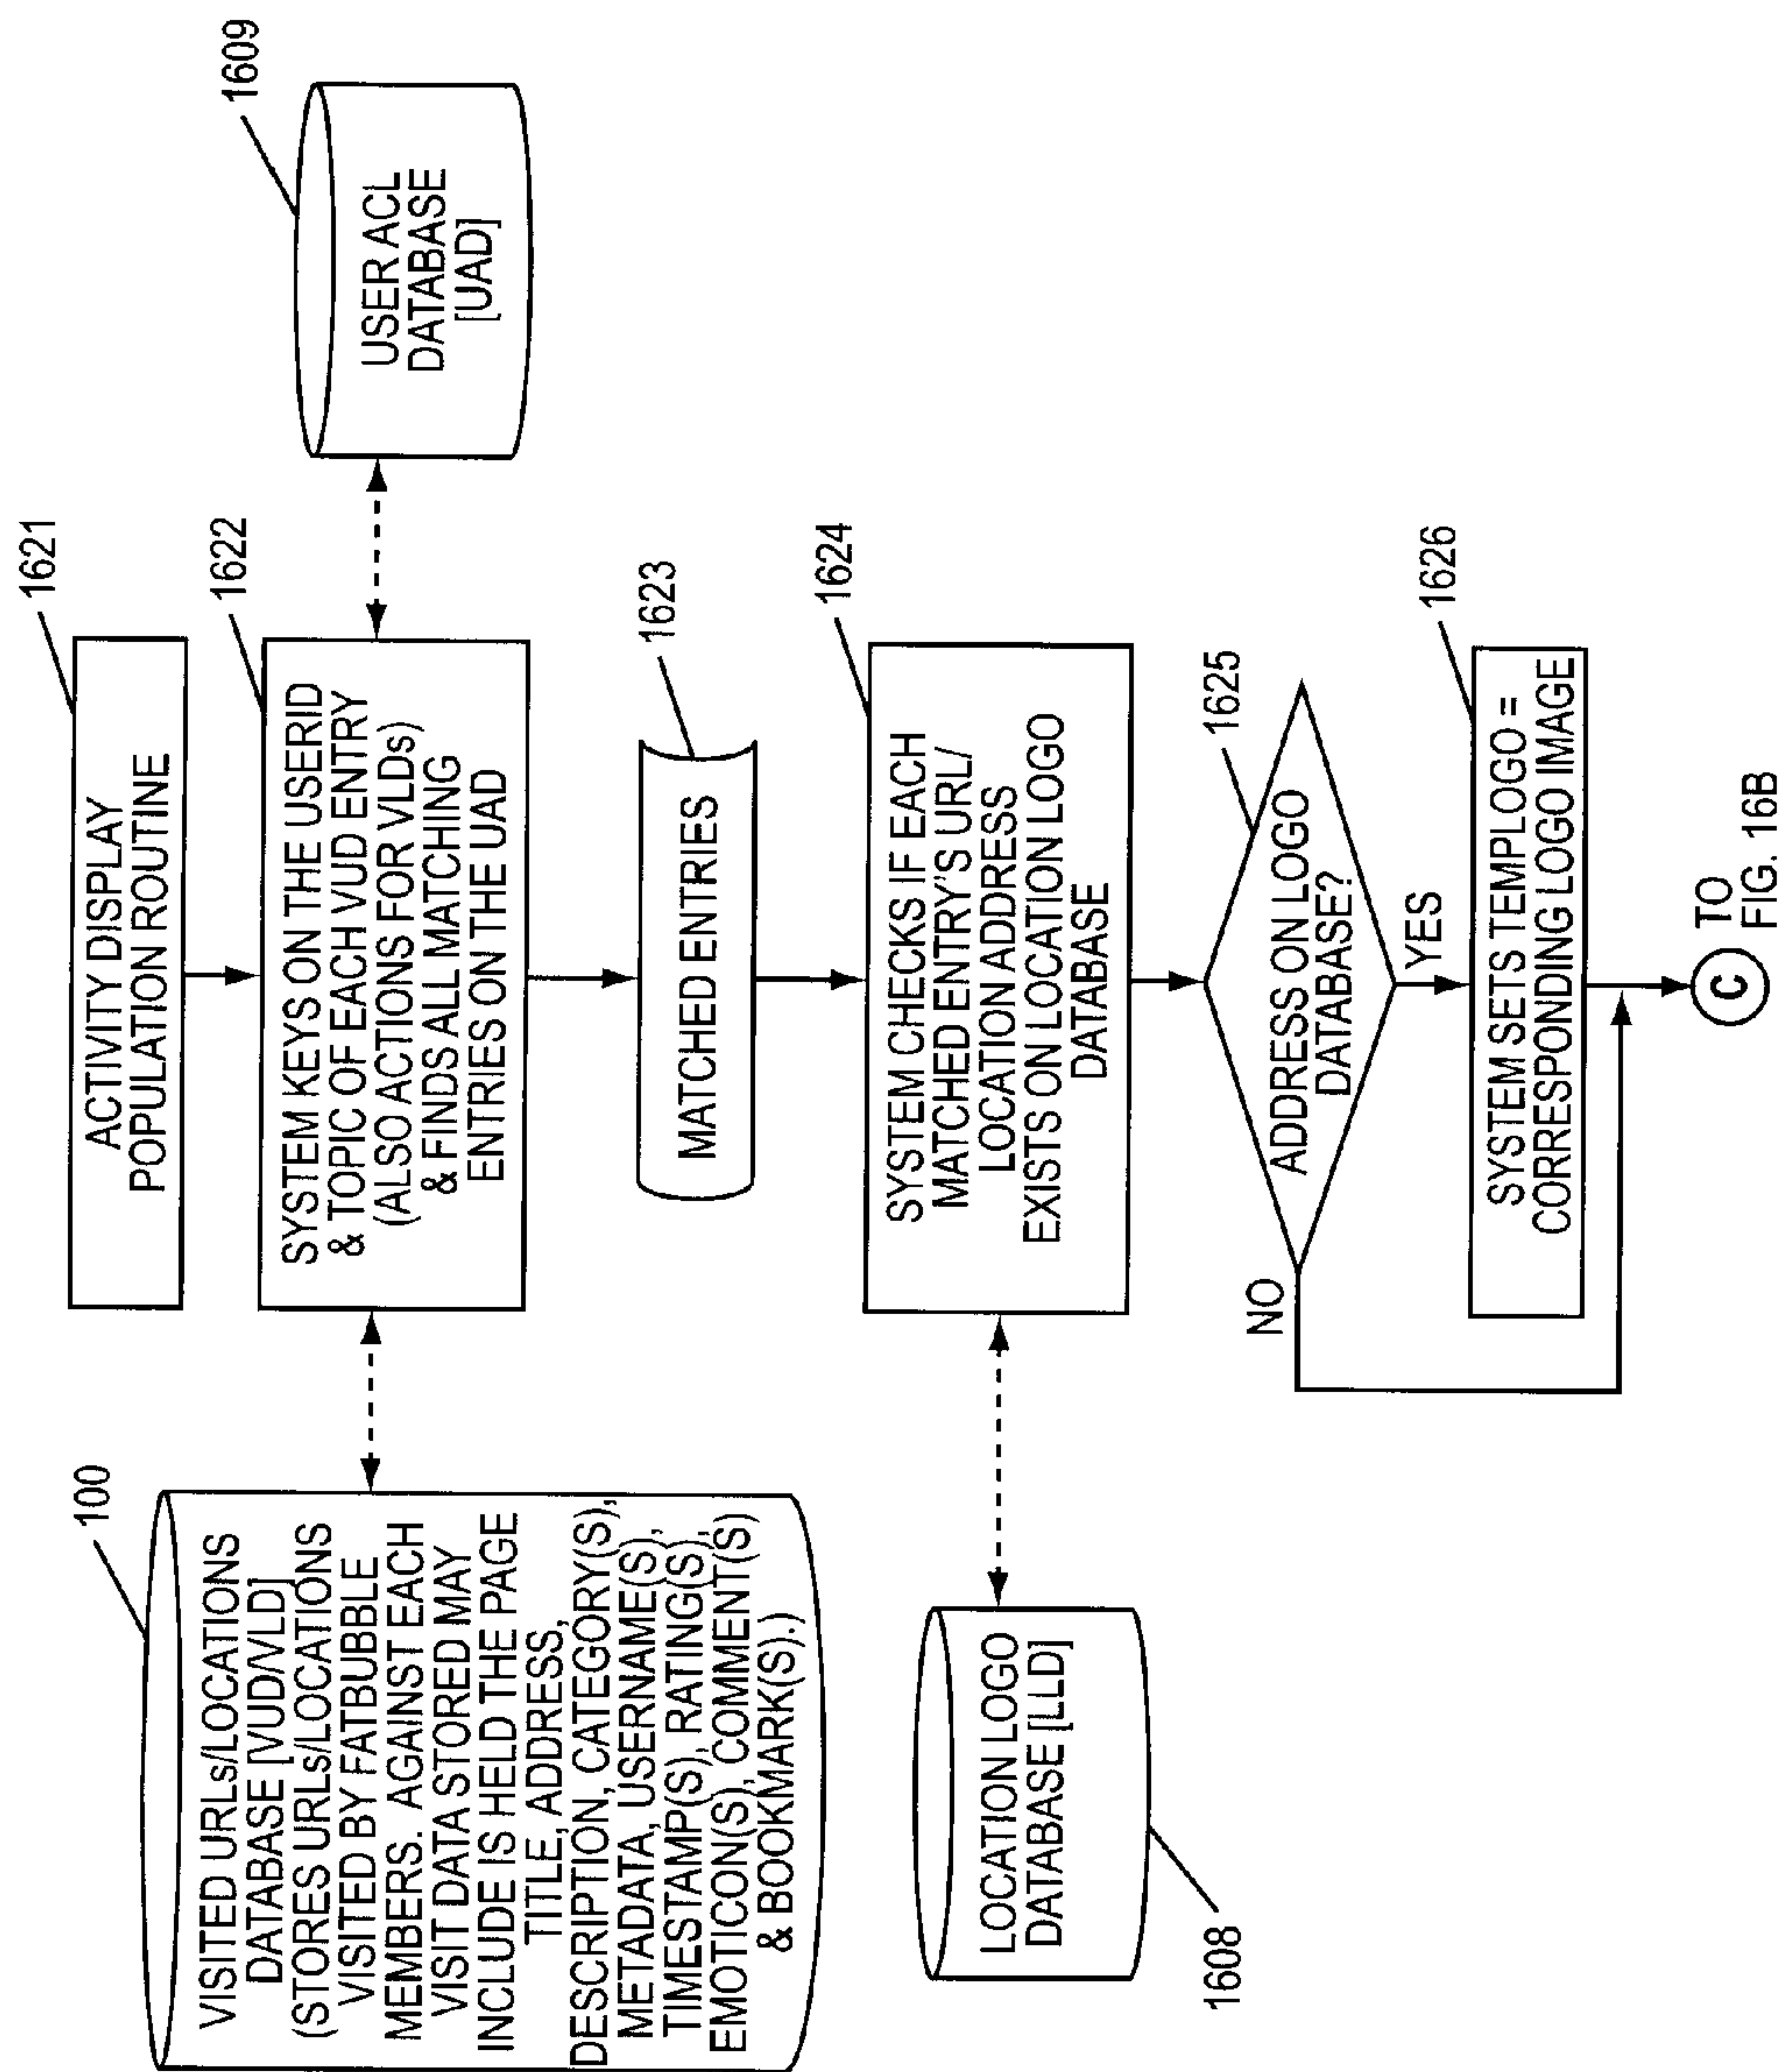 1621
ACTIVITY DISPLAY
POPULATION ROUTINE
100
VISITED URLs/LOCATIONS
DATABASE [VUD/VLD]
(STORES URLs/LOCATIONS
VISITED BY FATBUBBLE
MEMBERS. AGAINST EACH
VISIT DATA STORED MAY
INCLUDE IS HELD THE PAGE
TITLE, ADDRESS,
DESCRIPTION, CATEGORY(S),
METADATA, USERNAME(S),
TIMESTAMP(S), RATING(S),
EMOTICON(S), COMMENT(S)
& BOOKMARK(S).)
1622
SYSTEM KEYS ON THE USERID
& TOPIC OF EACH VUD ENTRY
(ALSO ACTIONS FOR VLDs)
& FINDS ALL MATCHING
ENTRIES ON THE UAD
1609
USER ACL
DATABASE
[UAD]
1623
MATCHED ENTRIES
LOCATION LOGO
DATABASE [LLD]
1608
1624
SYSTEM CHECKS IF EACH
MATCHED ENTRY'S URL/
LOCATION ADDRESS
EXISTS ON LOCATION LOGO
DATABASE
1625
ADDRESS ON LOGO
DATABASE?
NO
YES
1626
SYSTEM SETS TEMPLOGO =
CORRESPONDING LOGO IMAGE
C TO
FIG. 16B